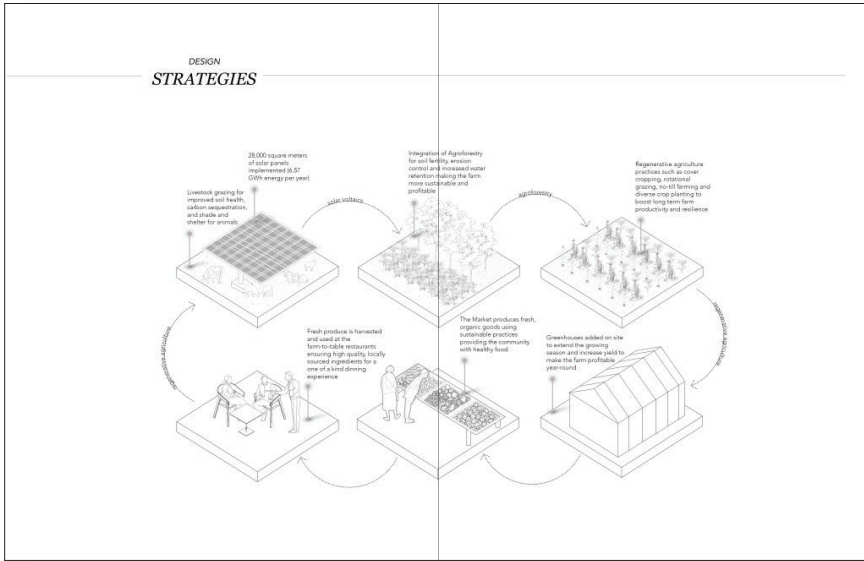 DESIGN
STRATEGIES
28,000 square meters
of solar panels
implemented (6.57
GWh energy per year)
Livestock grazing for
improved soil health,
carbon sequestration,
and shade and
shelter for animals
solar voltaics
Integration of Agroforestry
for soil fertility, erosion
control and increased water
retention making the farm
more sustainable and
profitable
agroforestry
Regenerative agriculture
practices such as cover
cropping, rotational
grazing, no-till farming and
diverse crop planting to
boost long term farm
productivity and resilience
regenerative agriculture
Greenhouses added on site
to extend the growing
season and increase yield to
make the farm profitable
year-round
The Market produces fresh,
organic goods using
sustainable practices
providing the community
with healthy food
Fresh produce is harvested
and used at the
farm-to-table restaurants
ensuring high quality, locally
sourced ingredients for a
one of a kind dinning
experience
regenerative agriculture